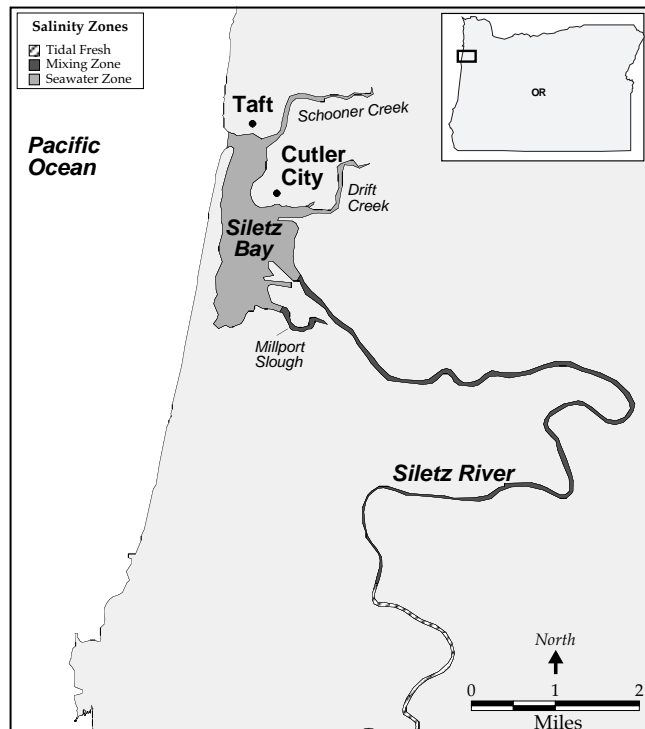 Salinity Zones
Tidal Fresh
Mixing Zone
Seawater Zone
OR
Taft
Schooner Creek
Pacific
Ocean
Cutler
City
Drift
Creek
Siletz
Bay
Millport
Slough
Siletz River
North
0 1 2
Miles